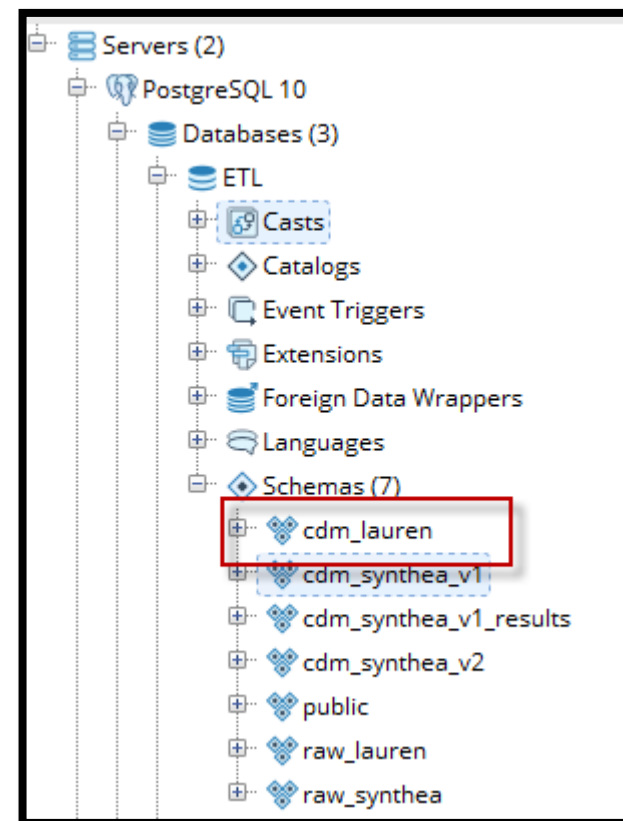 Servers (2)
PostgreSQL 10
Databases (3)
ETL
Casts
Catalogs
Event Triggers
Extensions
Foreign Data Wrappers
Languages
Schemas (7)
cdm_lauren
cdm_synthea_v1
cdm_synthea_v1_results
cdm_synthea_v2
public
raw_lauren
raw_synthea